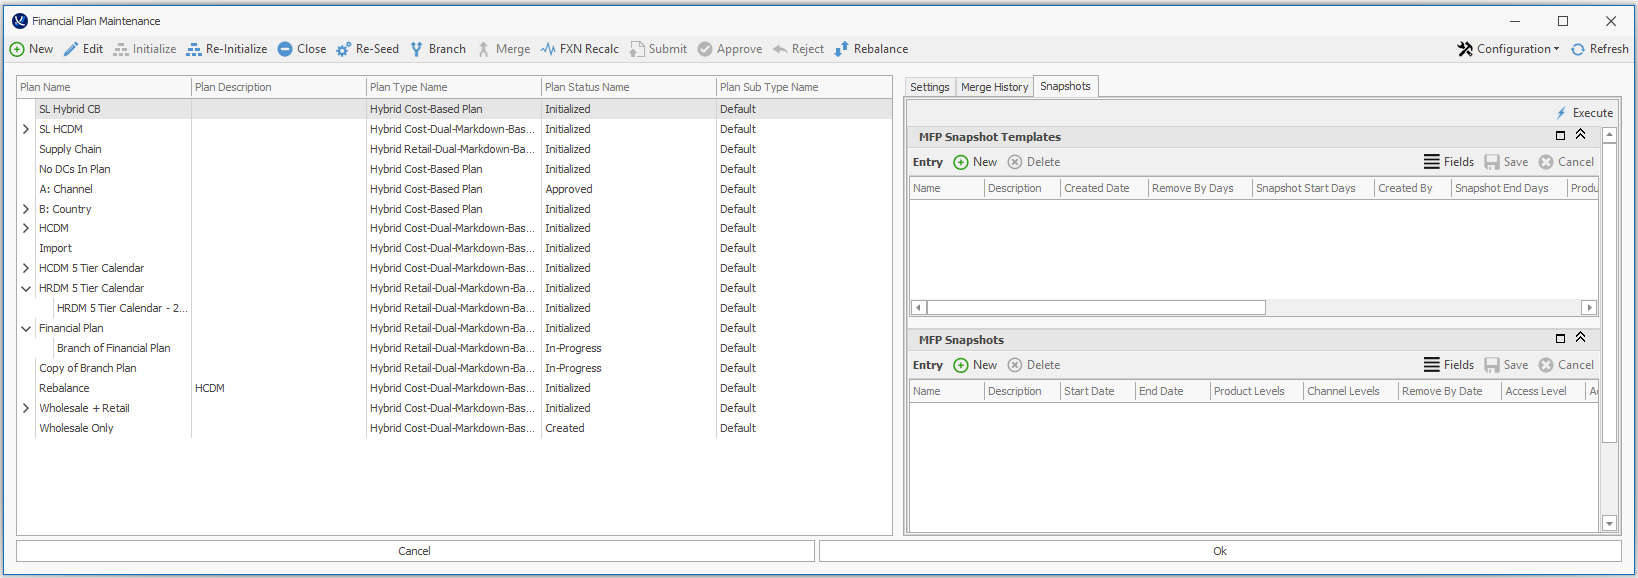 Financial Plan Maintenance
New Edit Initialize Re-Initialize Close Re-Seed Branch Merge FXN Recalc Submit Approve Reject Rebalance Configuration Refresh
Plan Name Plan Description Plan Type Name Plan Status Name Plan Sub Type Name
SL Hybrid CB Hybrid Cost-Based Plan Initialized Default
SL HCDM Hybrid Cost-Dual-Markdown-Bas... Initialized Default
Supply Chain Hybrid Retail-Dual-Markdown-Ba... Initialized Default
No DCs In Plan Hybrid Cost-Based Plan Initialized Default
A: Channel Hybrid Cost-Based Plan Approved Default
B: Country Hybrid Cost-Based Plan Initialized Default
HCDM Hybrid Cost-Dual-Markdown-Bas... Initialized Default
Import Hybrid Cost-Dual-Markdown-Bas... Initialized Default
HCDM 5 Tier Calendar Hybrid Cost-Dual-Markdown-Bas... Initialized Default
HRDM 5 Tier Calendar Hybrid Retail-Dual-Markdown-Ba... Initialized Default
HRDM 5 Tier Calendar - 2... Hybrid Retail-Dual-Markdown-Ba... Initialized Default
Financial Plan Hybrid Retail-Dual-Markdown-Ba... Initialized Default
Branch of Financial Plan Hybrid Retail-Dual-Markdown-Ba... In-Progress Default
Copy of Branch Plan Hybrid Retail-Dual-Markdown-Ba... In-Progress Default
Rebalance HCDM Hybrid Cost-Dual-Markdown-Bas... Initialized Default
Wholesale + Retail Hybrid Cost-Dual-Markdown-Bas... Initialized Default
Wholesale Only Hybrid Cost-Dual-Markdown-Bas... Created Default
Settings Merge History Snapshots
Execute
MFP Snapshot Templates
Entry New Delete Fields Save Cancel
Name Description Created Date Remove By Days Snapshot Start Days Created By Snapshot End Days Produ
MFP Snapshots
Entry New Delete Fields Save Cancel
Name Description Start Date End Date Product Levels Channel Levels Remove By Date Access Level A
Cancel Ok